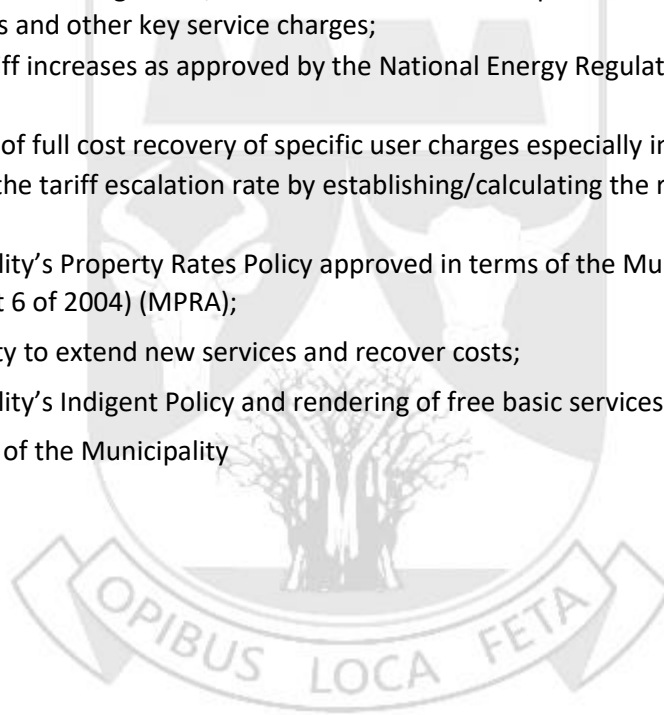 s and other key service charges;
ff increases as approved by the National Energy Regulat
of full cost recovery of specific user charges especially in
the tariff escalation rate by establishing/calculating the r
lity’s Property Rates Policy approved in terms of the Mu
t 6 of 2004) (MPRA);
ty to extend new services and recover costs;
lity’s Indigent Policy and rendering of free basic services
of the Municipality
OPIBUS LOCA FETA